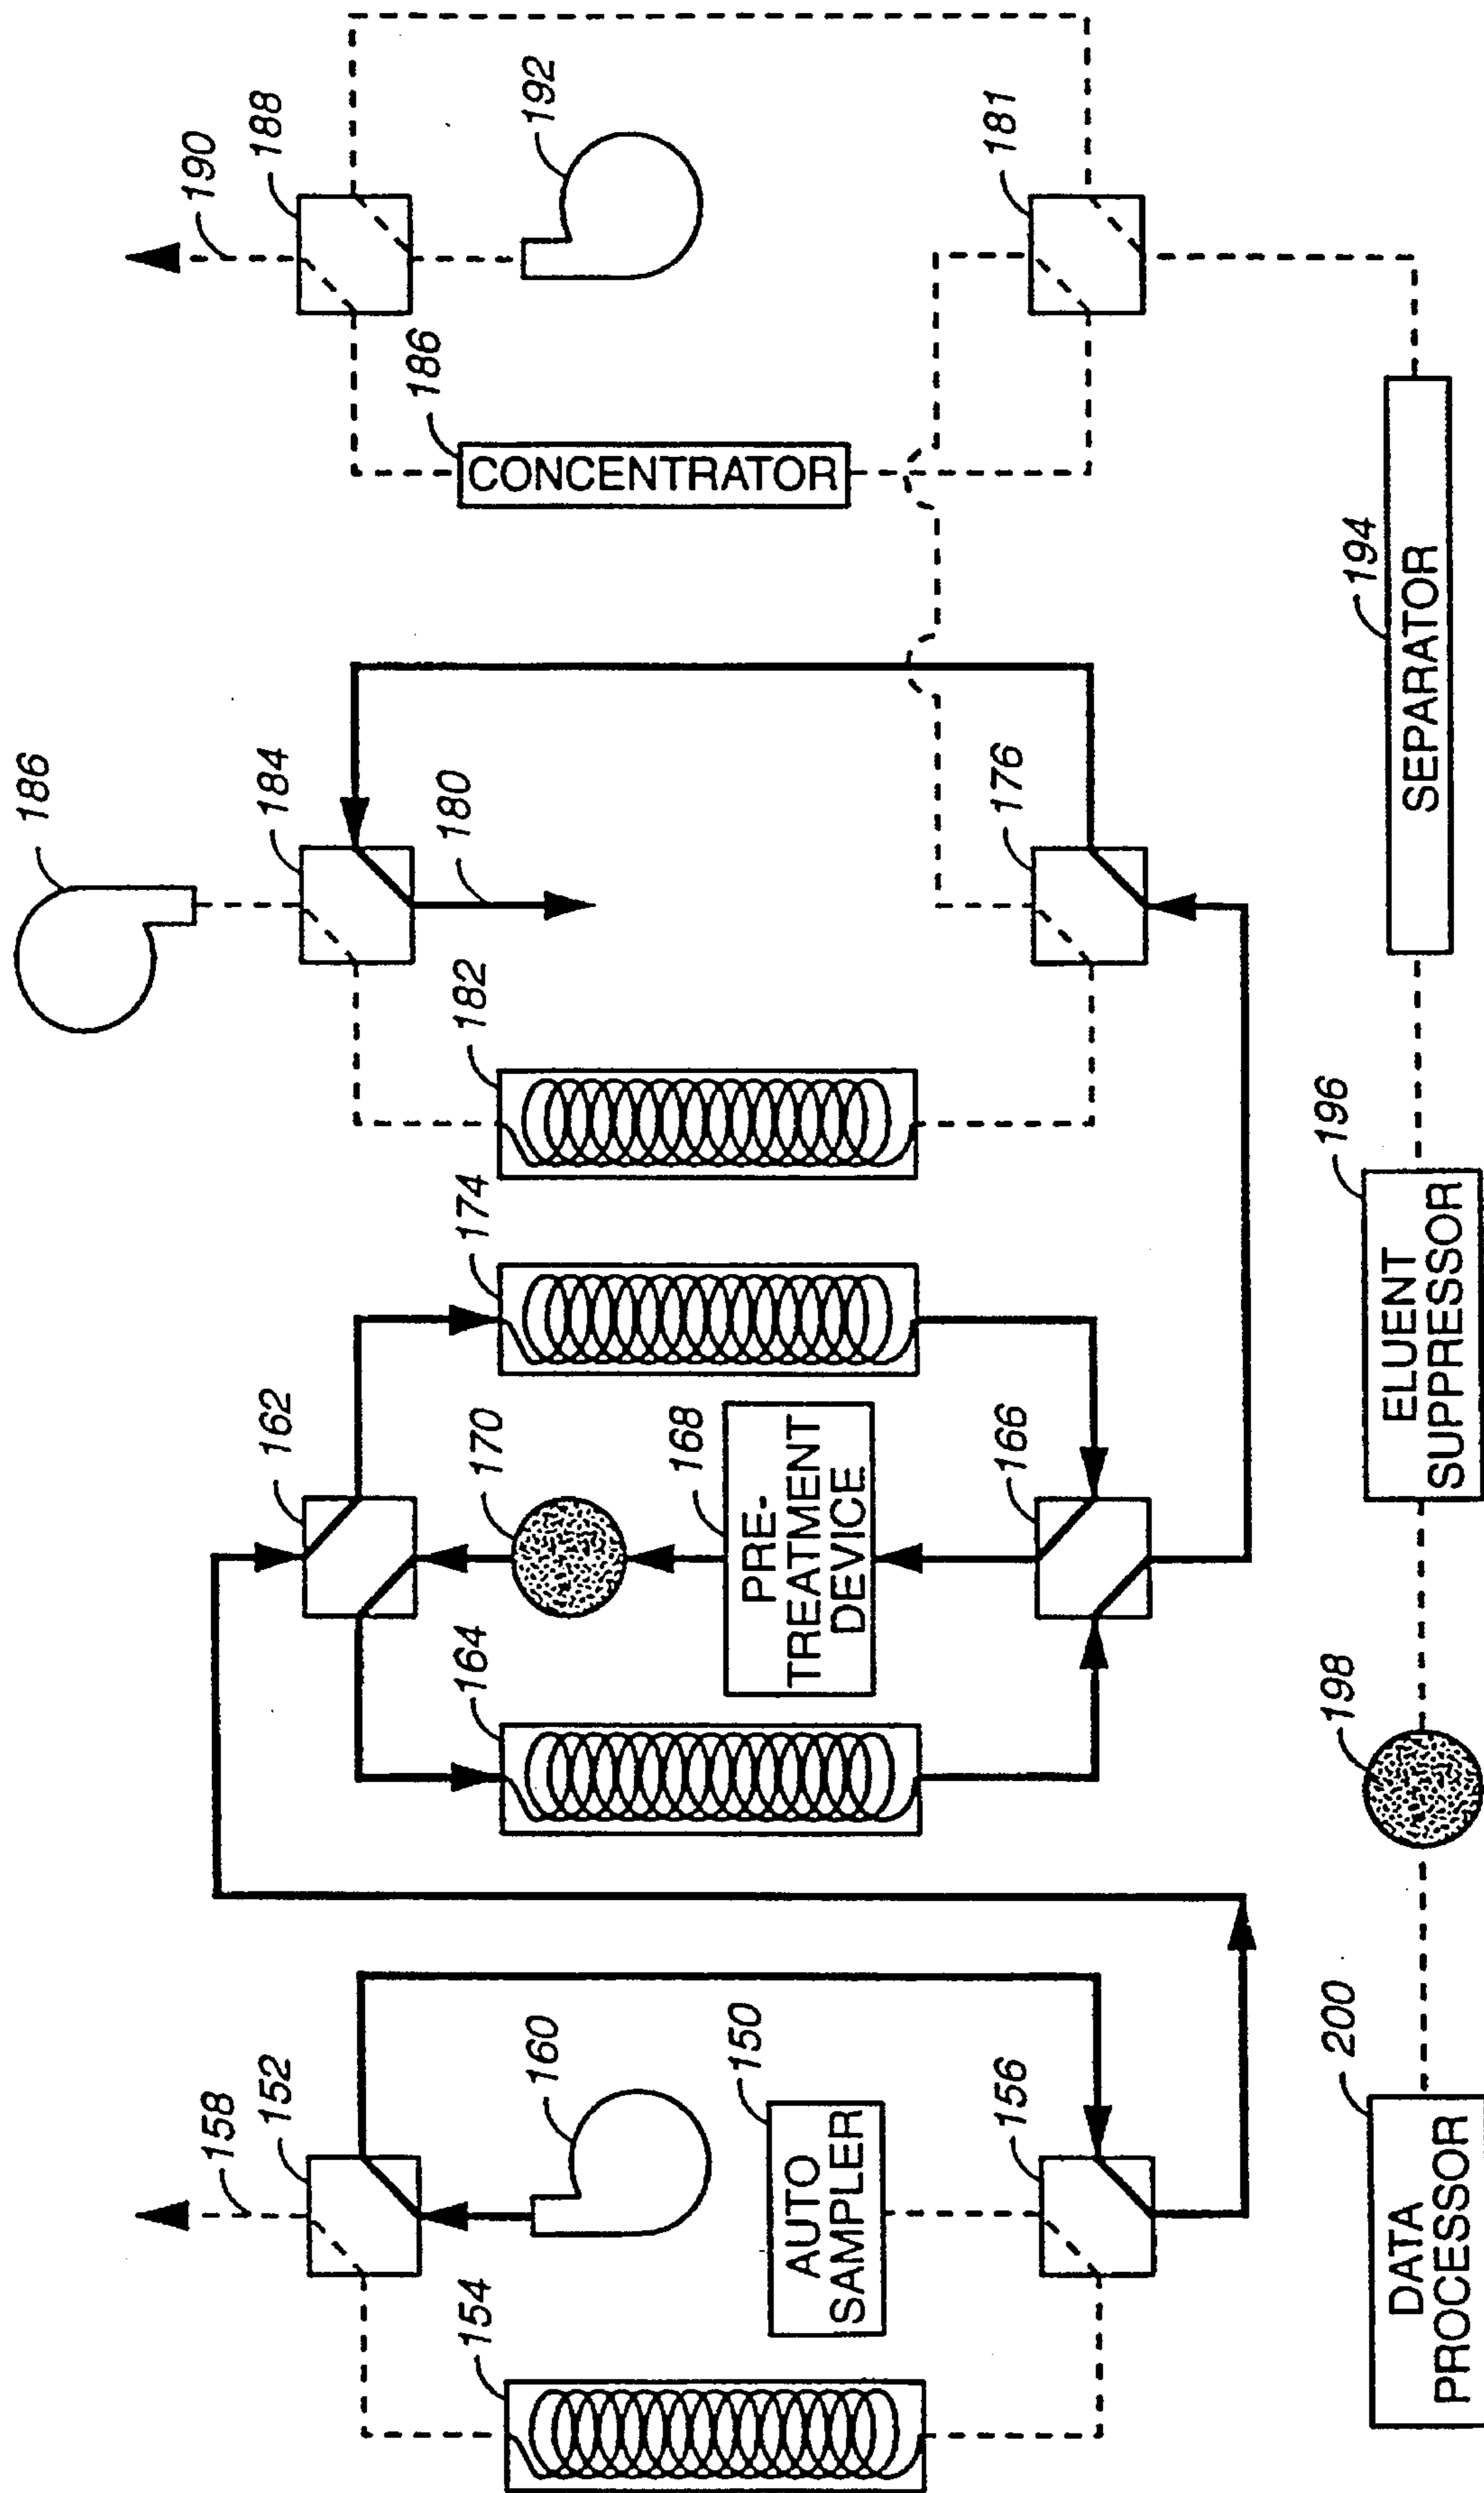 186
158
190
152
162
184
188
154
164
170
174
182
180
186
CONCENTRATOR
160
192
150
AUTO
SAMPLER
168
PRE-
TREATMENT
DEVICE
156
166
176
181
200
DATA
PROCESSOR
198
196
ELUENT
SUPPRESSOR
194
SEPARATOR